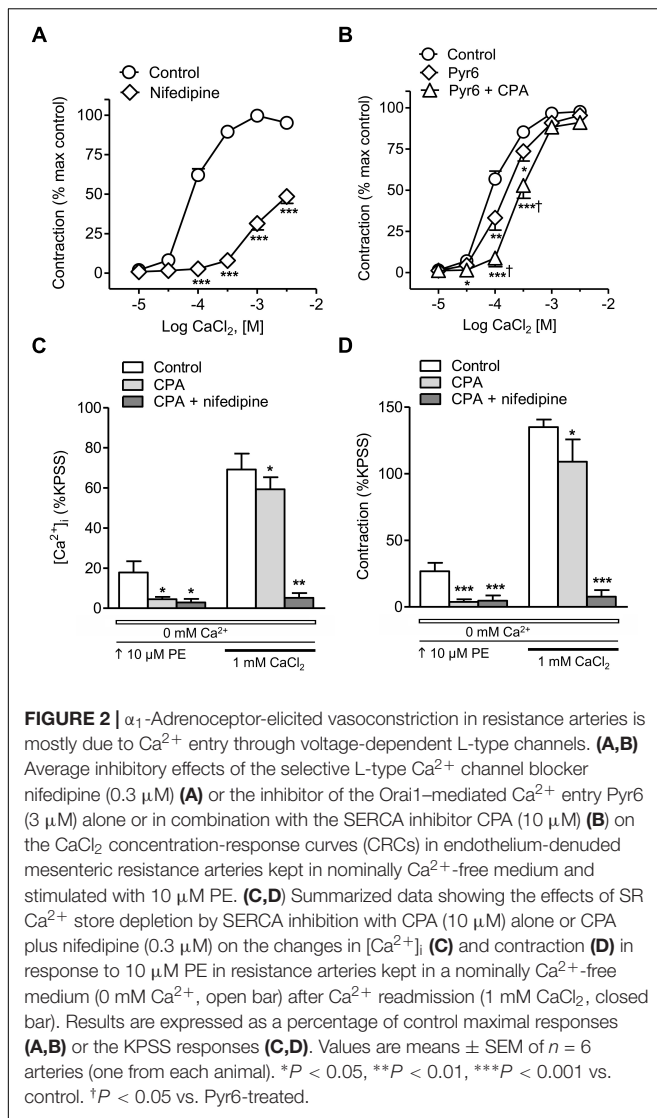 A
B
Control
Nifedipine
Control
Pyr6
Pyr6 + CPA
Contraction (% max control)
100
75
50
25
0
***
***
***
***
-5
-4
-3
-2
Log CaCl₂, [M]
Contraction (% max control)
100
75
50
25
0
*
**
***†
*
***†
-5
-4
-3
-2
Log CaCl₂ [M]
C
D
Control
CPA
CPA + nifedipine
[Ca²⁺]ᵢ (%KPSS)
100
80
60
40
20
0
*
*
*
**
0 mM Ca²⁺
↑ 10 µM PE
1 mM CaCl₂
Control
CPA
CPA + nifedipine
Contraction (%KPSS)
150
100
50
0
***
***
*
***
0 mM Ca²⁺
↑ 10 µM PE
1 mM CaCl₂
FIGURE 2 | α₁-Adrenoceptor-elicited vasoconstriction in resistance arteries is
mostly due to Ca²⁺ entry through voltage-dependent L-type channels. (A,B)
Average inhibitory effects of the selective L-type Ca²⁺ channel blocker
nifedipine (0.3 µM) (A) or the inhibitor of the Orai1–mediated Ca²⁺ entry Pyr6
(3 µM) alone or in combination with the SERCA inhibitor CPA (10 µM) (B) on
the CaCl₂ concentration-response curves (CRCs) in endothelium-denuded
mesenteric resistance arteries kept in nominally Ca²⁺-free medium and
stimulated with 10 µM PE. (C,D) Summarized data showing the effects of SR
Ca²⁺ store depletion by SERCA inhibition with CPA (10 µM) alone or CPA
plus nifedipine (0.3 µM) on the changes in [Ca²⁺]ᵢ (C) and contraction (D) in
response to 10 µM PE in resistance arteries kept in a nominally Ca²⁺-free
medium (0 mM Ca²⁺, open bar) after Ca²⁺ readmission (1 mM CaCl₂, closed
bar). Results are expressed as a percentage of control maximal responses
(A,B) or the KPSS responses (C,D). Values are means ± SEM of n = 6
arteries (one from each animal). *P < 0.05, **P < 0.01, ***P < 0.001 vs.
control. †P < 0.05 vs. Pyr6-treated.